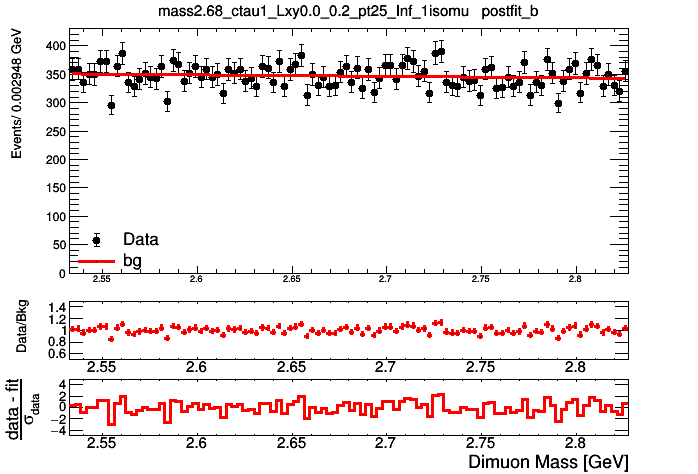 mass2.68_ctau1_Lxy0.0_0.2_pt25_Inf_1isomu postfit_b
Events/ 0.002948 GeV
400
350
300
250
200
150
100
50
0
Data
bg
2.55 2.6 2.65 2.7 2.75 2.8
Data/Bkg
1.4
1.2
1
0.8
0.6
2.55 2.6 2.65 2.7 2.75 2.8
data - fit
σdata
4
2
0
−2
−4
2.55 2.6 2.65 2.7 2.75 2.8
Dimuon Mass [GeV]